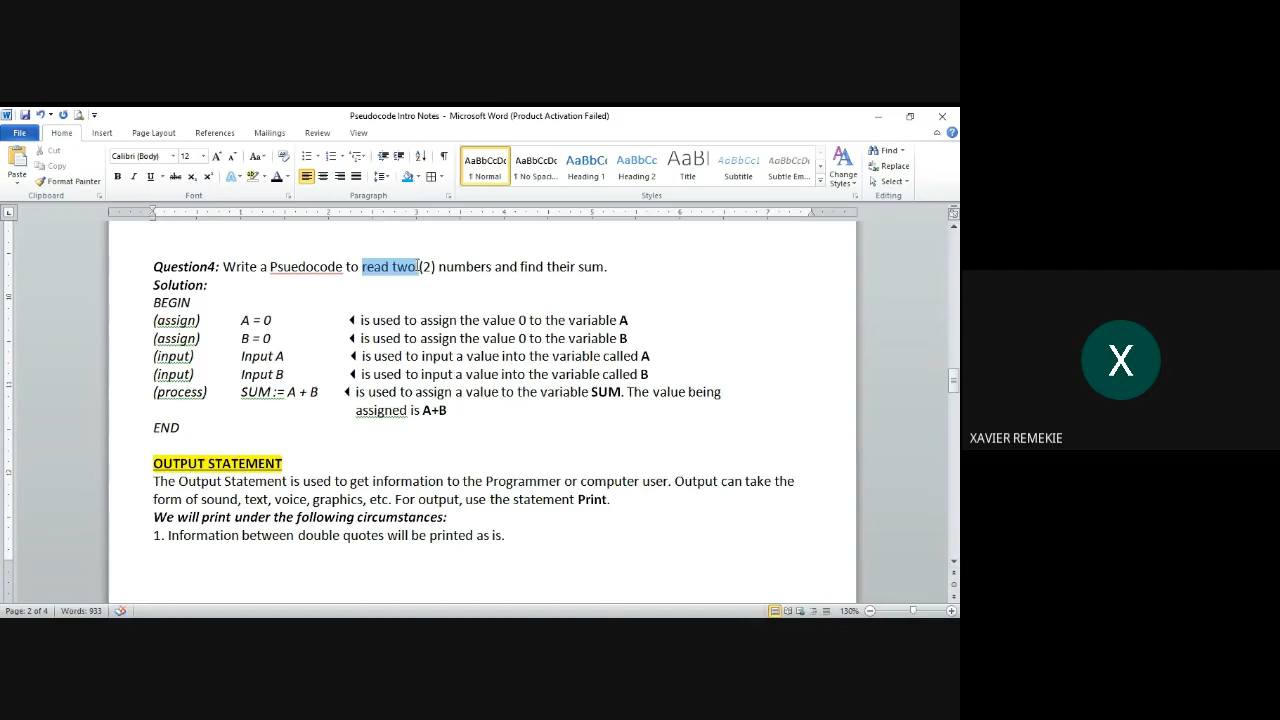 Pseudocode Intro Notes - Microsoft Word (Product Activation Failed)
File Home Insert Page Layout References Mailings Review View
Paste
Cut
Copy
Format Painter
Clipboard
Calibri (Body) 12
Font
Paragraph
AaBbCcDc AaBbCcDc AaBbCc AaBbCc AaBl AaBbCc1 AaBbCcDc
¶ Normal ¶ No Spaci... Heading 1 Heading 2 Title Subtitle Subtle Em...
Styles
Change Styles
Find
Replace
Select
Editing
Question4: Write a Psuedocode to read two (2) numbers and find their sum.
Solution:
BEGIN
(assign) A = 0 is used to assign the value 0 to the variable A
(assign) B = 0 is used to assign the value 0 to the variable B
(input) Input A is used to input a value into the variable called A
(input) Input B is used to input a value into the variable called B
(process) SUM := A + B is used to assign a value to the variable SUM. The value being
assigned is A+B
END
OUTPUT STATEMENT
The Output Statement is used to get information to the Programmer or computer user. Output can take the
form of sound, text, voice, graphics, etc. For output, use the statement Print.
We will print under the following circumstances:
1. Information between double quotes will be printed as is.
Page: 2 of 4 Words: 933 130%
X
XAVIER REMEKIE